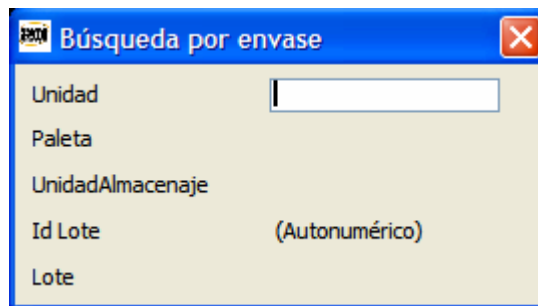 Búsqueda por envase
Unidad
Paleta
UnidadAlmacenaje
Id Lote (Autonumérico)
Lote